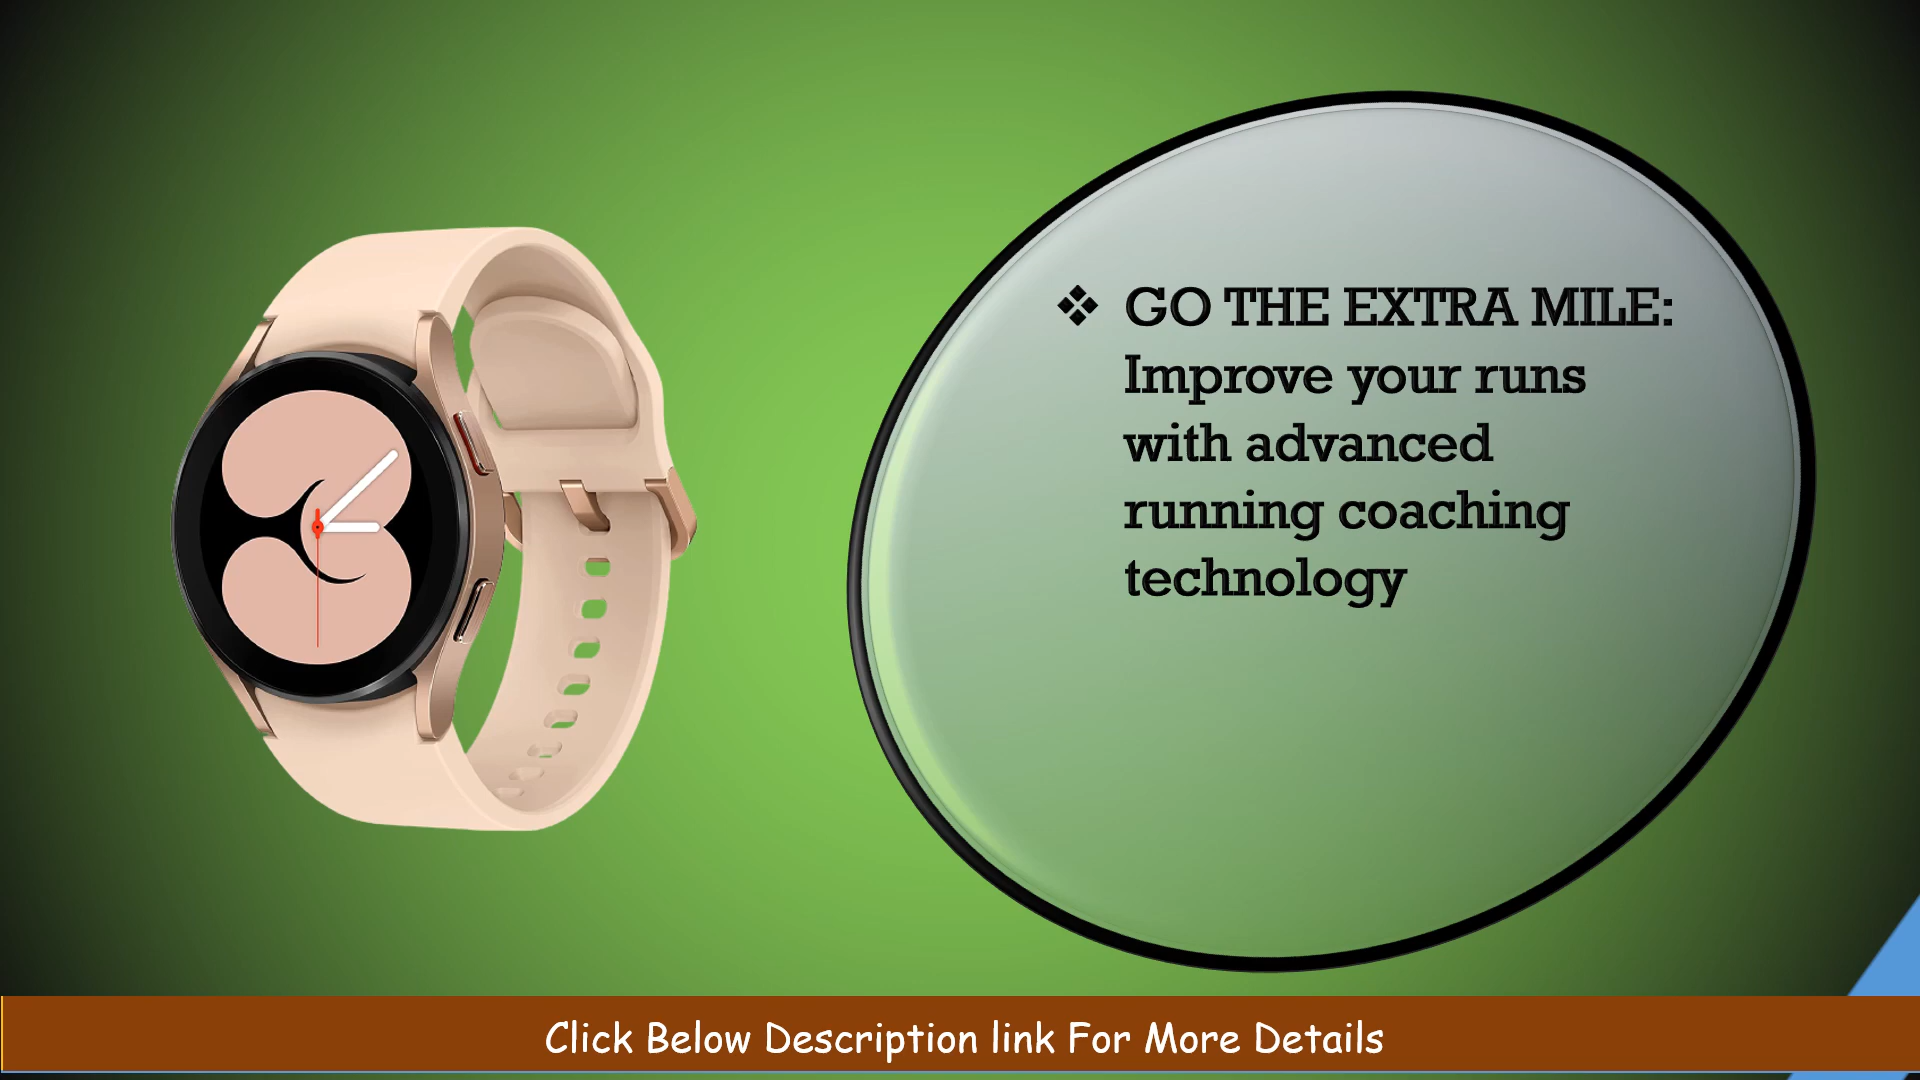 ❖ GO THE EXTRA MILE:
Improve your runs
with advanced
running coaching
technology
Click Below Description link For More Details